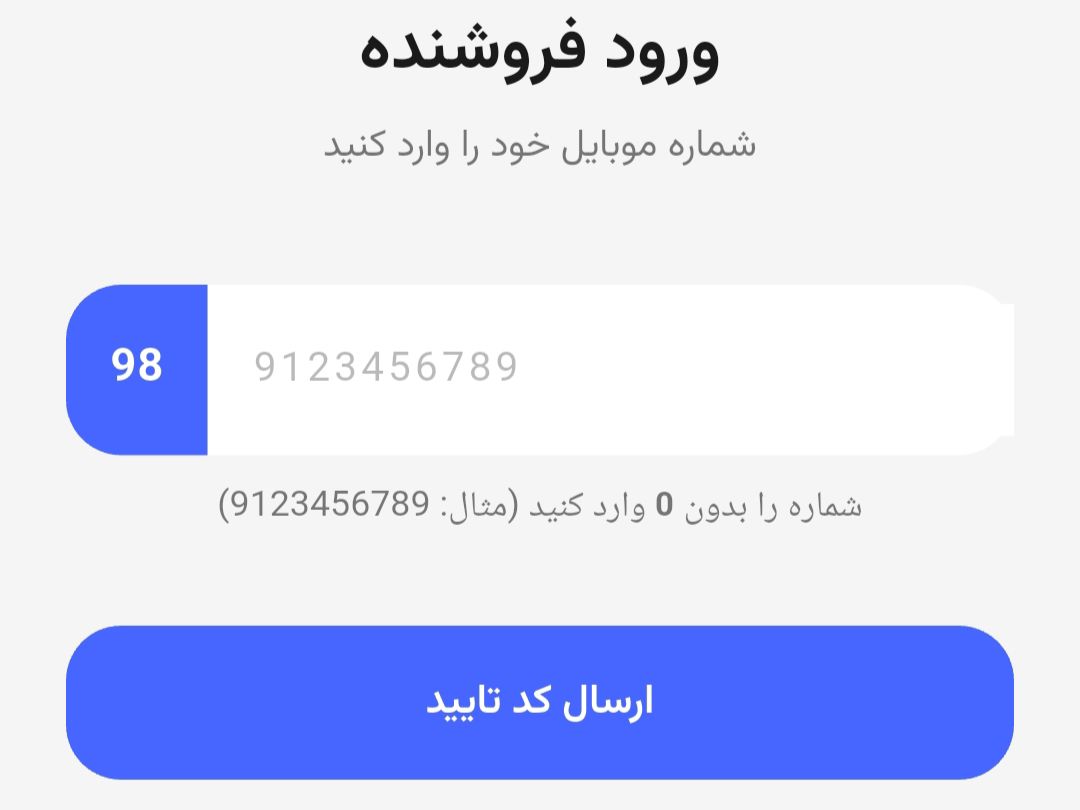 ورود فروشنده
شماره موبایل خود را وارد کنید
98 9123456789
شماره را بدون 0 وارد کنید (مثال: 9123456789)
ارسال کد تایید